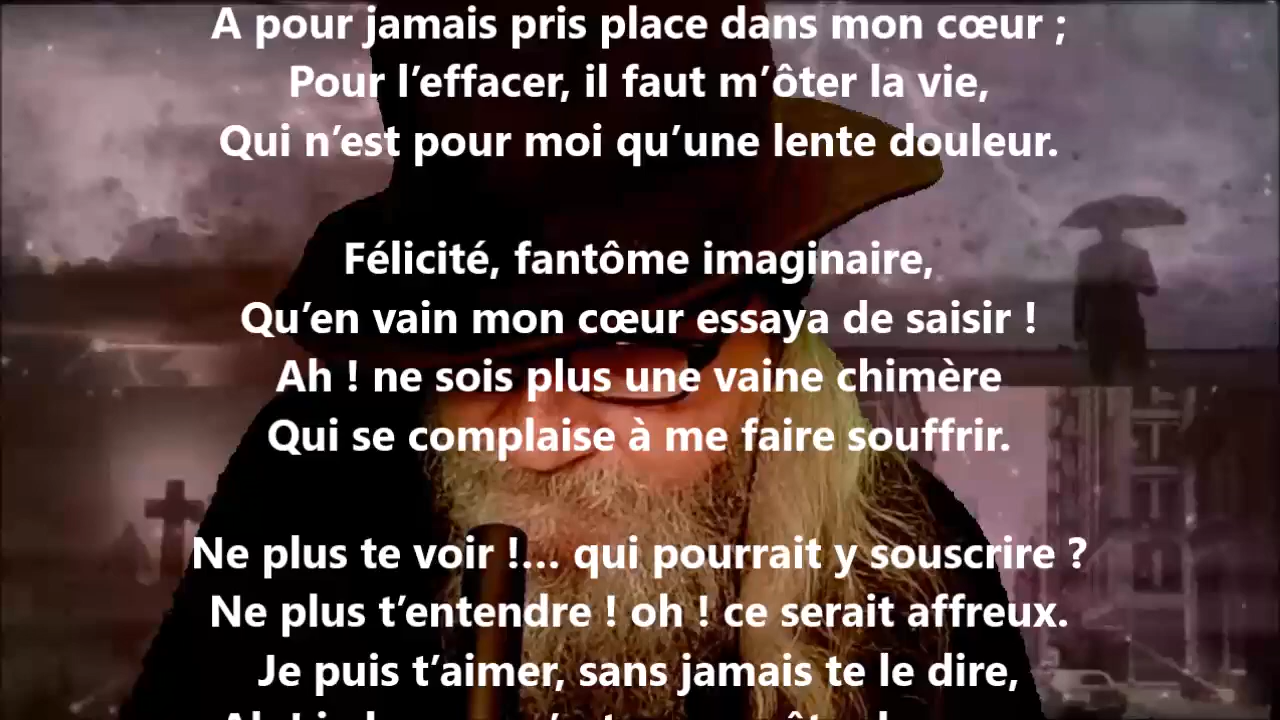 A pour jamais pris place dans mon cœur ;
Pour l’effacer, il faut m’ôter la vie,
Qui n’est pour moi qu’une lente douleur.
Félicité, fantôme imaginaire,
Qu’en vain mon cœur essaya de saisir !
Ah ! ne sois plus une vaine chimère
Qui se complaise à me faire souffrir.
Ne plus te voir !… qui pourrait y souscrire ?
Ne plus t’entendre ! oh ! ce serait affreux.
Je puis t’aimer, sans jamais te le dire,